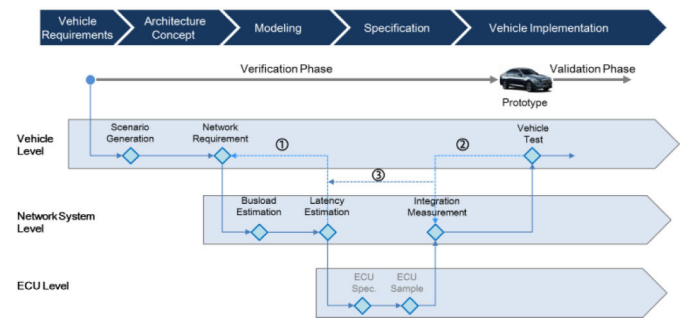 Vehicle
Requirements
Architecture
Concept
Modeling
Specification
Vehicle Implementation
Verification Phase
Validation Phase
Prototype
Vehicle
Level
Scenario
Generation
Network
Requirement
①
②
Vehicle
Test
③
Network System
Level
Busload
Estimation
Latency
Estimation
Integration
Measurement
ECU Level
ECU
Spec.
ECU
Sample